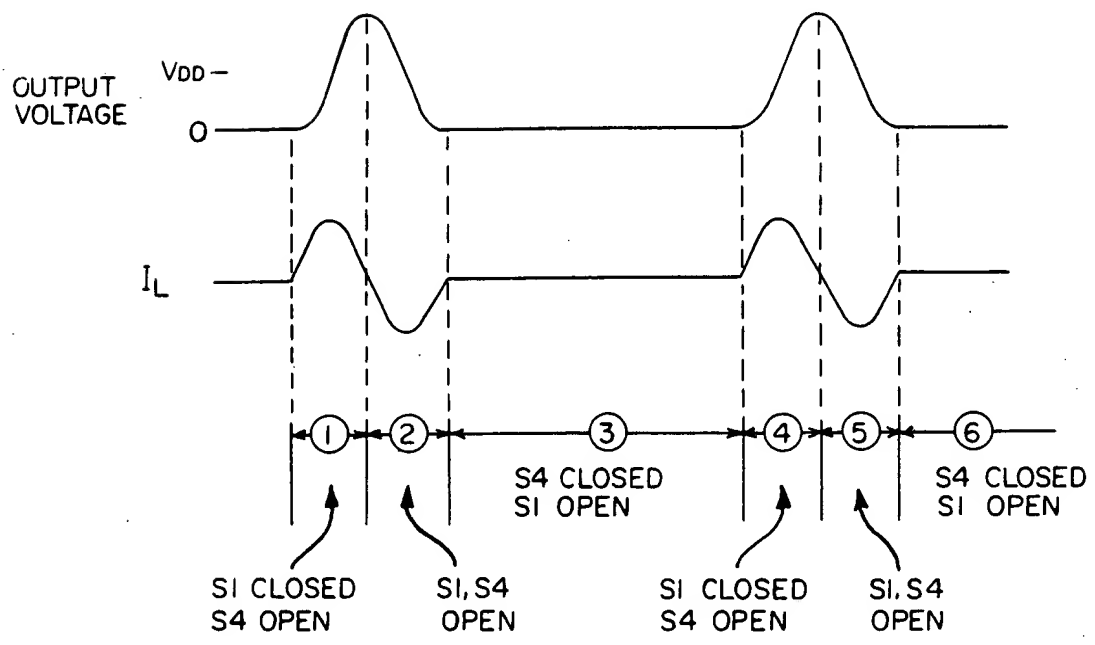 VDD
OUTPUT
VOLTAGE
0
IL
1 2 3 4 5 6
S4 CLOSED
S1 OPEN
S4 CLOSED
S1 OPEN
S1 CLOSED
S4 OPEN
S1, S4
OPEN
S1 CLOSED
S4 OPEN
S1, S4
OPEN